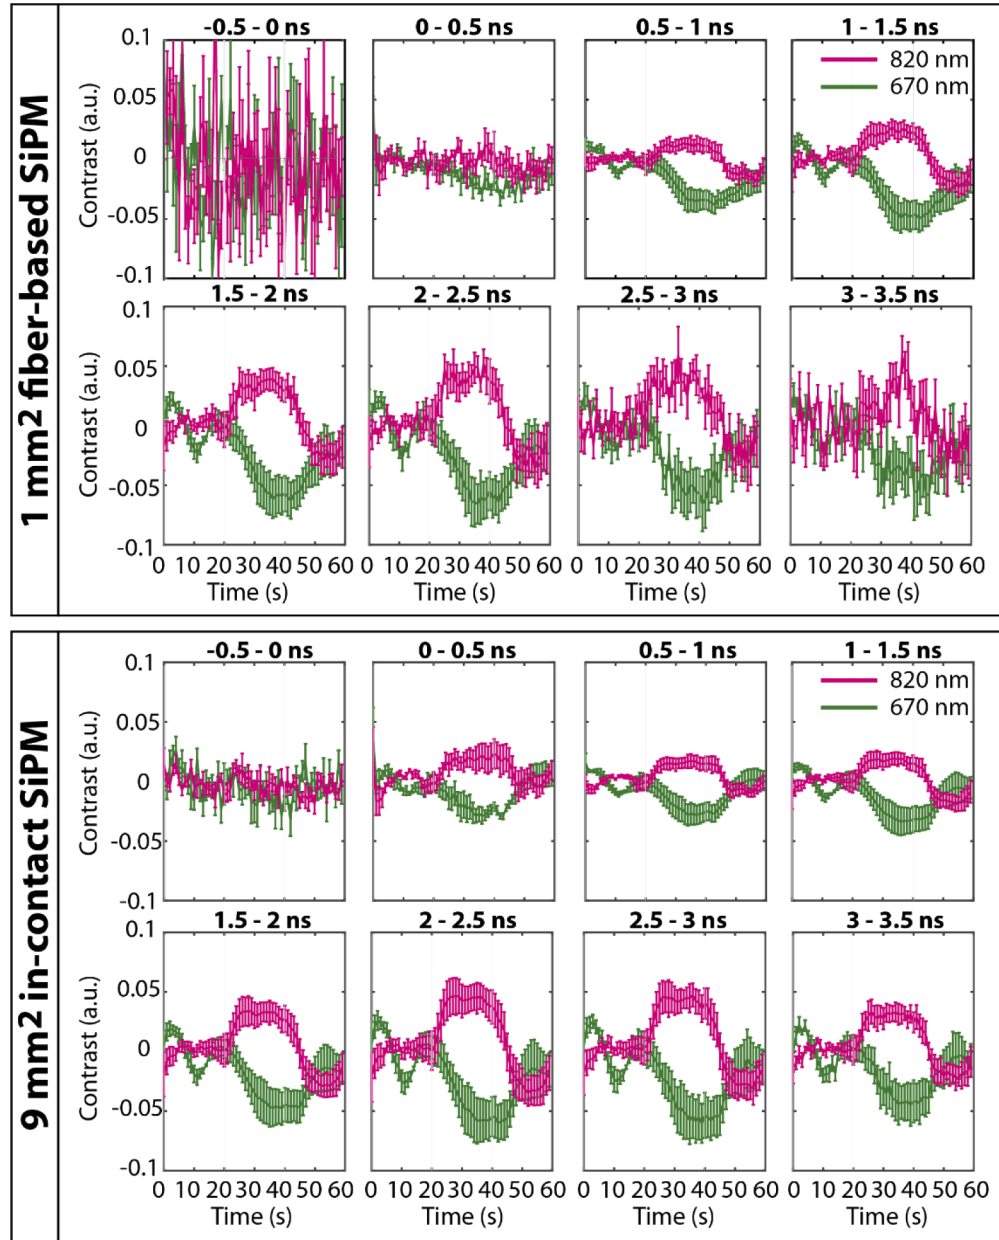 1 mm2 fiber-based SiPM
-0.5 - 0 ns
0 - 0.5 ns
0.5 - 1 ns
1 - 1.5 ns
0.1
0.05
0
-0.05
-0.1
Contrast (a.u.)
820 nm
670 nm
1.5 - 2 ns
2 - 2.5 ns
2.5 - 3 ns
3 - 3.5 ns
0.1
0.05
0
-0.05
-0.1
Contrast (a.u.)
0 10 20 30 40 50 60
0 10 20 30 40 50 60
0 10 20 30 40 50 60
0 10 20 30 40 50 60
Time (s)
Time (s)
Time (s)
Time (s)
9 mm2 in-contact SiPM
-0.5 - 0 ns
0 - 0.5 ns
0.5 - 1 ns
1 - 1.5 ns
0.1
0.05
0
-0.05
-0.1
Contrast (a.u.)
820 nm
670 nm
1.5 - 2 ns
2 - 2.5 ns
2.5 - 3 ns
3 - 3.5 ns
0.1
0.05
0
-0.05
-0.1
Contrast (a.u.)
0 10 20 30 40 50 60
0 10 20 30 40 50 60
0 10 20 30 40 50 60
0 10 20 30 40 50 60
Time (s)
Time (s)
Time (s)
Time (s)